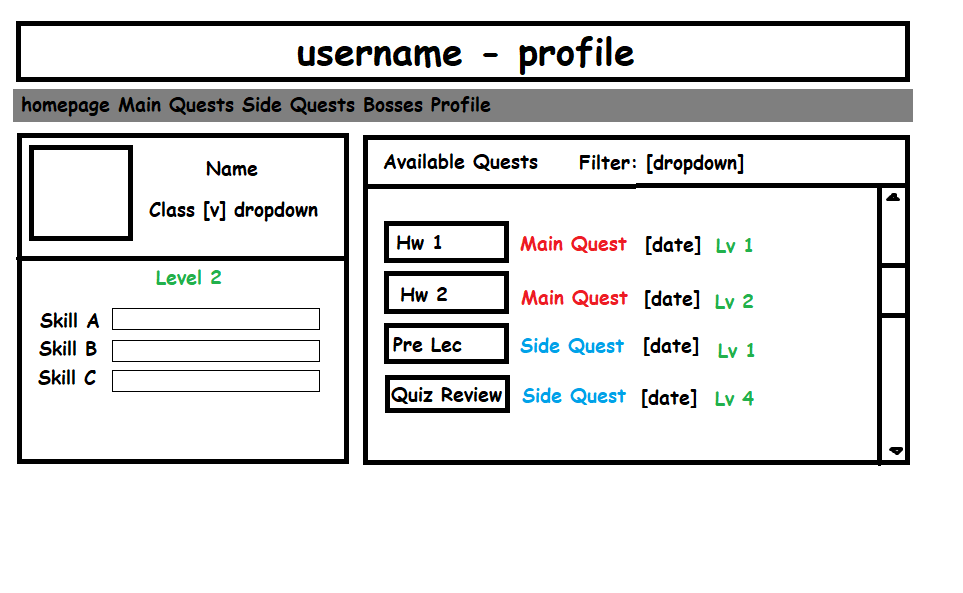 username - profile
homepage Main Quests Side Quests Bosses Profile
Name
Class [v] dropdown
Level 2
Skill A
Skill B
Skill C
Available Quests Filter: [dropdown]
Hw 1 Main Quest [date] Lv 1
Hw 2 Main Quest [date] Lv 2
Pre Lec Side Quest [date] Lv 1
Quiz Review Side Quest [date] Lv 4